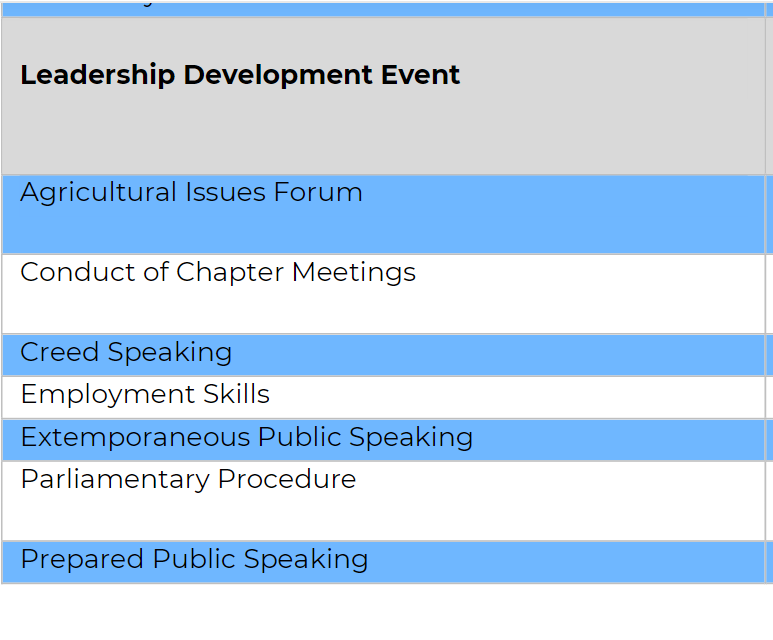 Leadership Development Event
Agricultural Issues Forum
Conduct of Chapter Meetings
Creed Speaking
Employment Skills
Extemporaneous Public Speaking
Parliamentary Procedure
Prepared Public Speaking